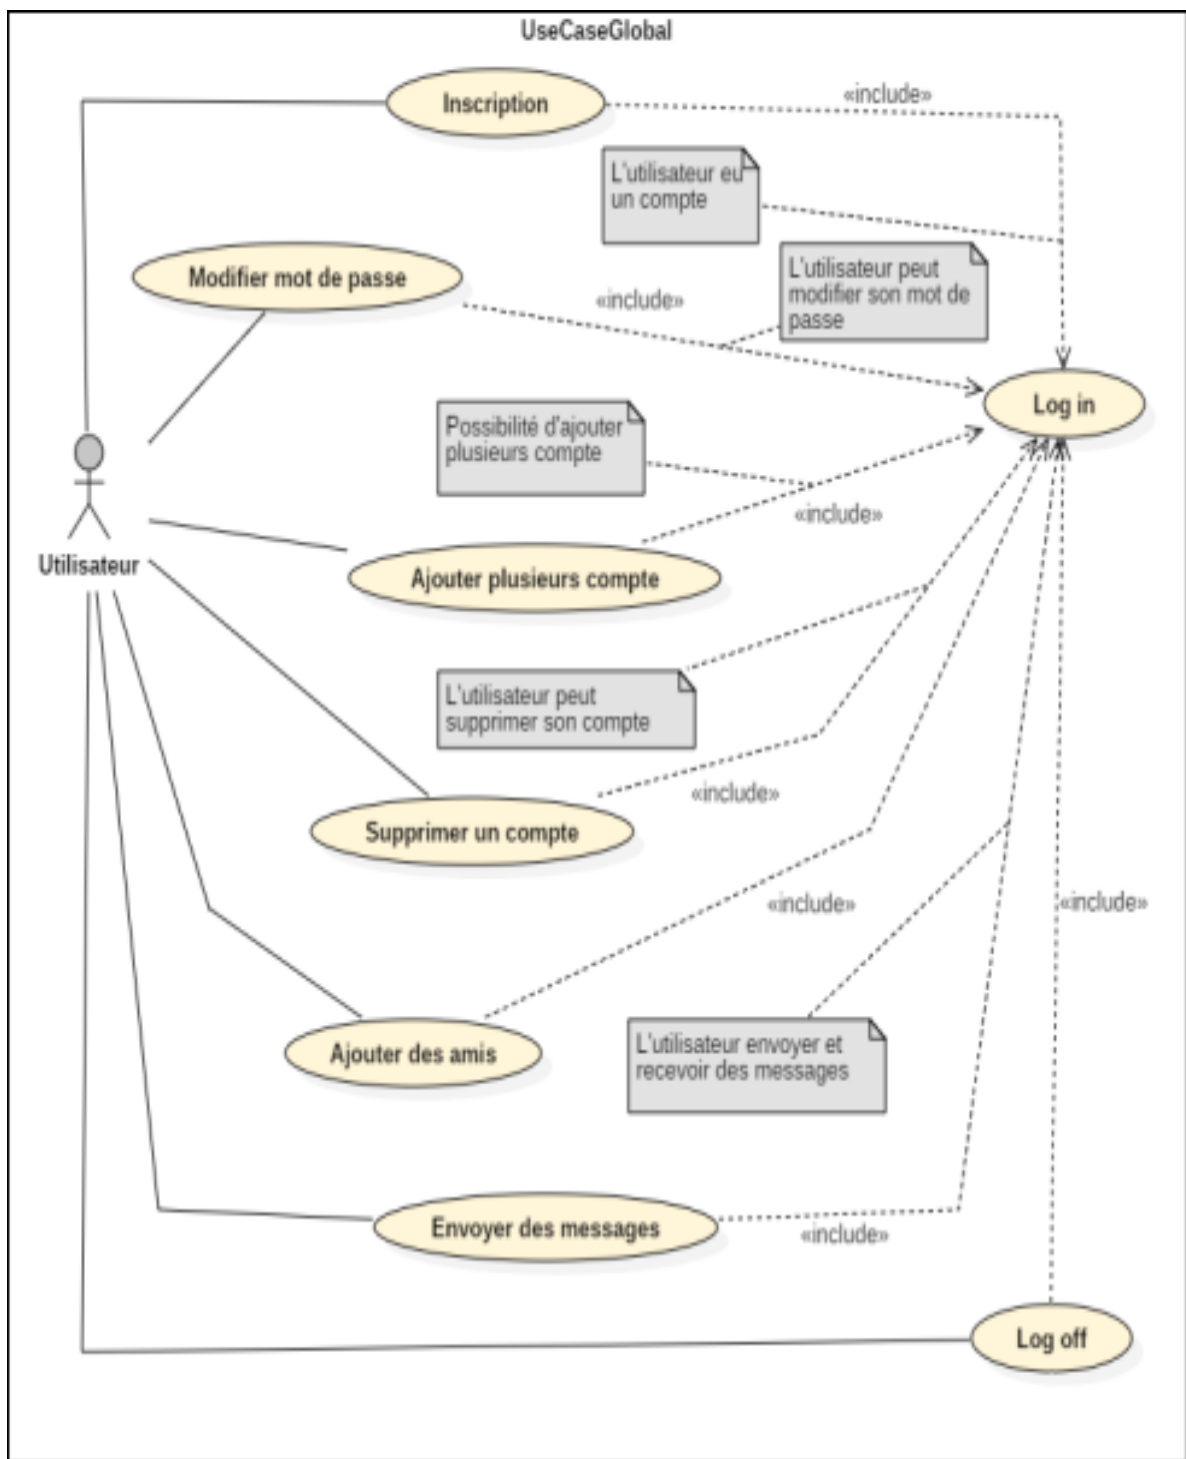 UseCaseGlobal
Inscription
«include»
L'utilisateur eu
un compte
Modifier mot de passe
«include»
L'utilisateur peut
modifier son mot de
passe
Log in
Possibilité d'ajouter
plusieurs compte
«include»
Utilisateur
Ajouter plusieurs compte
L'utilisateur peut
supprimer son compte
«include»
Supprimer un compte
«include»
«include»
Ajouter des amis
L'utilisateur envoyer et
recevoir des messages
Envoyer des messages
«include»
Log off